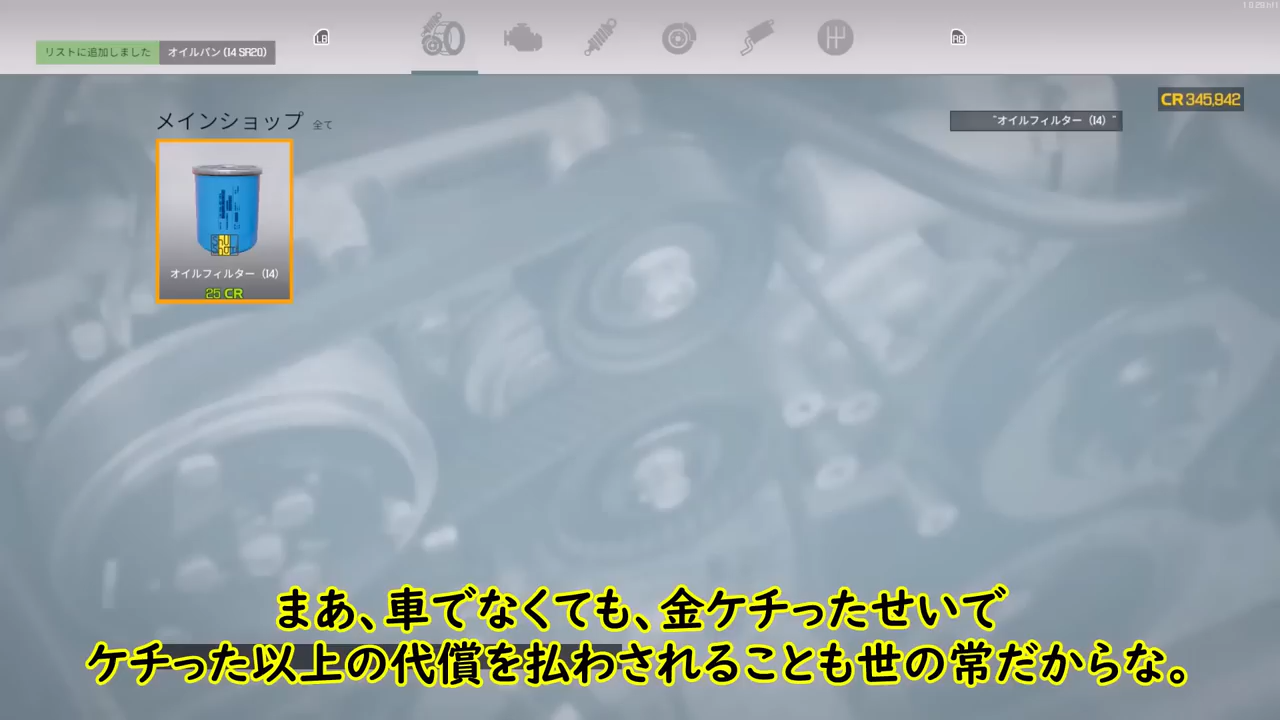 リストに追加しました オイルパン (I4 SR20)
LB
RB
CR 345,942
メインショップ 全て
"オイルフィルター (I4) "
オイルフィルター (I4)
25 CR
まあ、車でなくても、金ケチったせいで
ケチった以上の代償を払わされることも世の常だからな。